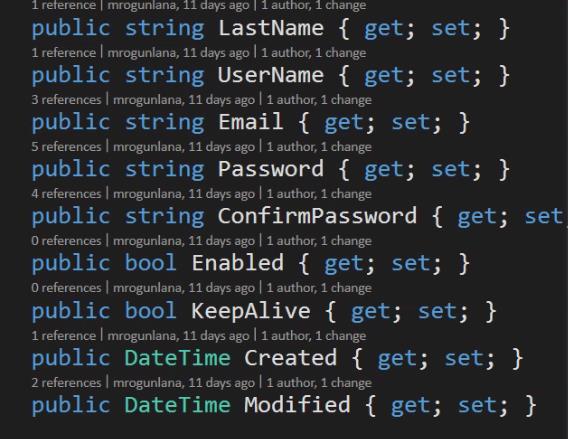 1 reference | mrogunlana, 11 days ago | 1 author, 1 change
public string LastName { get; set; }
1 reference | mrogunlana, 11 days ago | 1 author, 1 change
public string UserName { get; set; }
3 references | mrogunlana, 11 days ago | 1 author, 1 change
public string Email { get; set; }
5 references | mrogunlana, 11 days ago | 1 author, 1 change
public string Password { get; set; }
4 references | mrogunlana, 11 days ago | 1 author, 1 change
public string ConfirmPassword { get; set
0 references | mrogunlana, 11 days ago | 1 author, 1 change
public bool Enabled { get; set; }
0 references | mrogunlana, 11 days ago | 1 author, 1 change
public bool KeepAlive { get; set; }
1 reference | mrogunlana, 11 days ago | 1 author, 1 change
public DateTime Created { get; set; }
2 references | mrogunlana, 11 days ago | 1 author, 1 change
public DateTime Modified { get; set; }